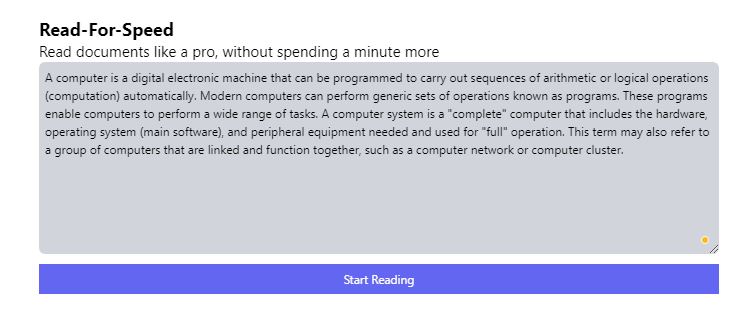 Read-For-Speed
Read documents like a pro, without spending a minute more
A computer is a digital electronic machine that can be programmed to carry out sequences of arithmetic or logical operations
(computation) automatically. Modern computers can perform generic sets of operations known as programs. These programs
enable computers to perform a wide range of tasks. A computer system is a "complete" computer that includes the hardware,
operating system (main software), and peripheral equipment needed and used for "full" operation. This term may also refer to
a group of computers that are linked and function together, such as a computer network or computer cluster.
Start Reading